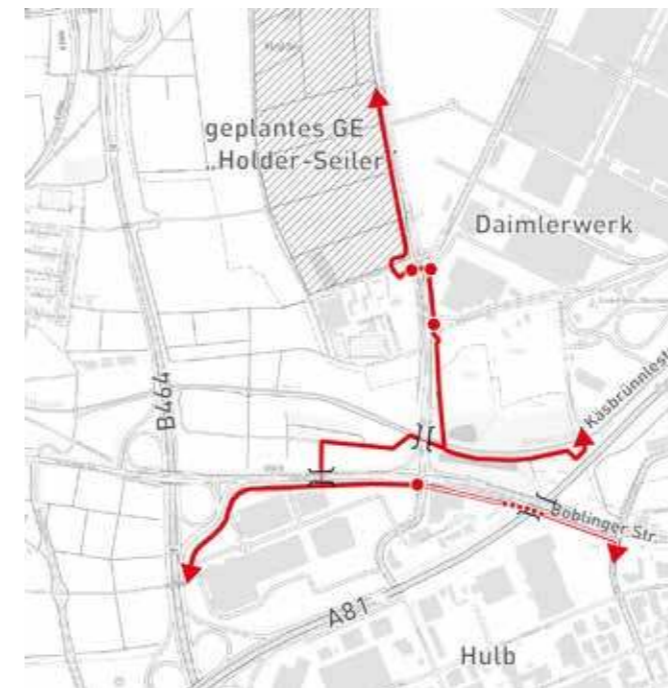 geplantes GE
„Holder-Seiler“
Daimlerwerk
B464
Käsbrünnlestr
Böblinger Str
A81
Hulb